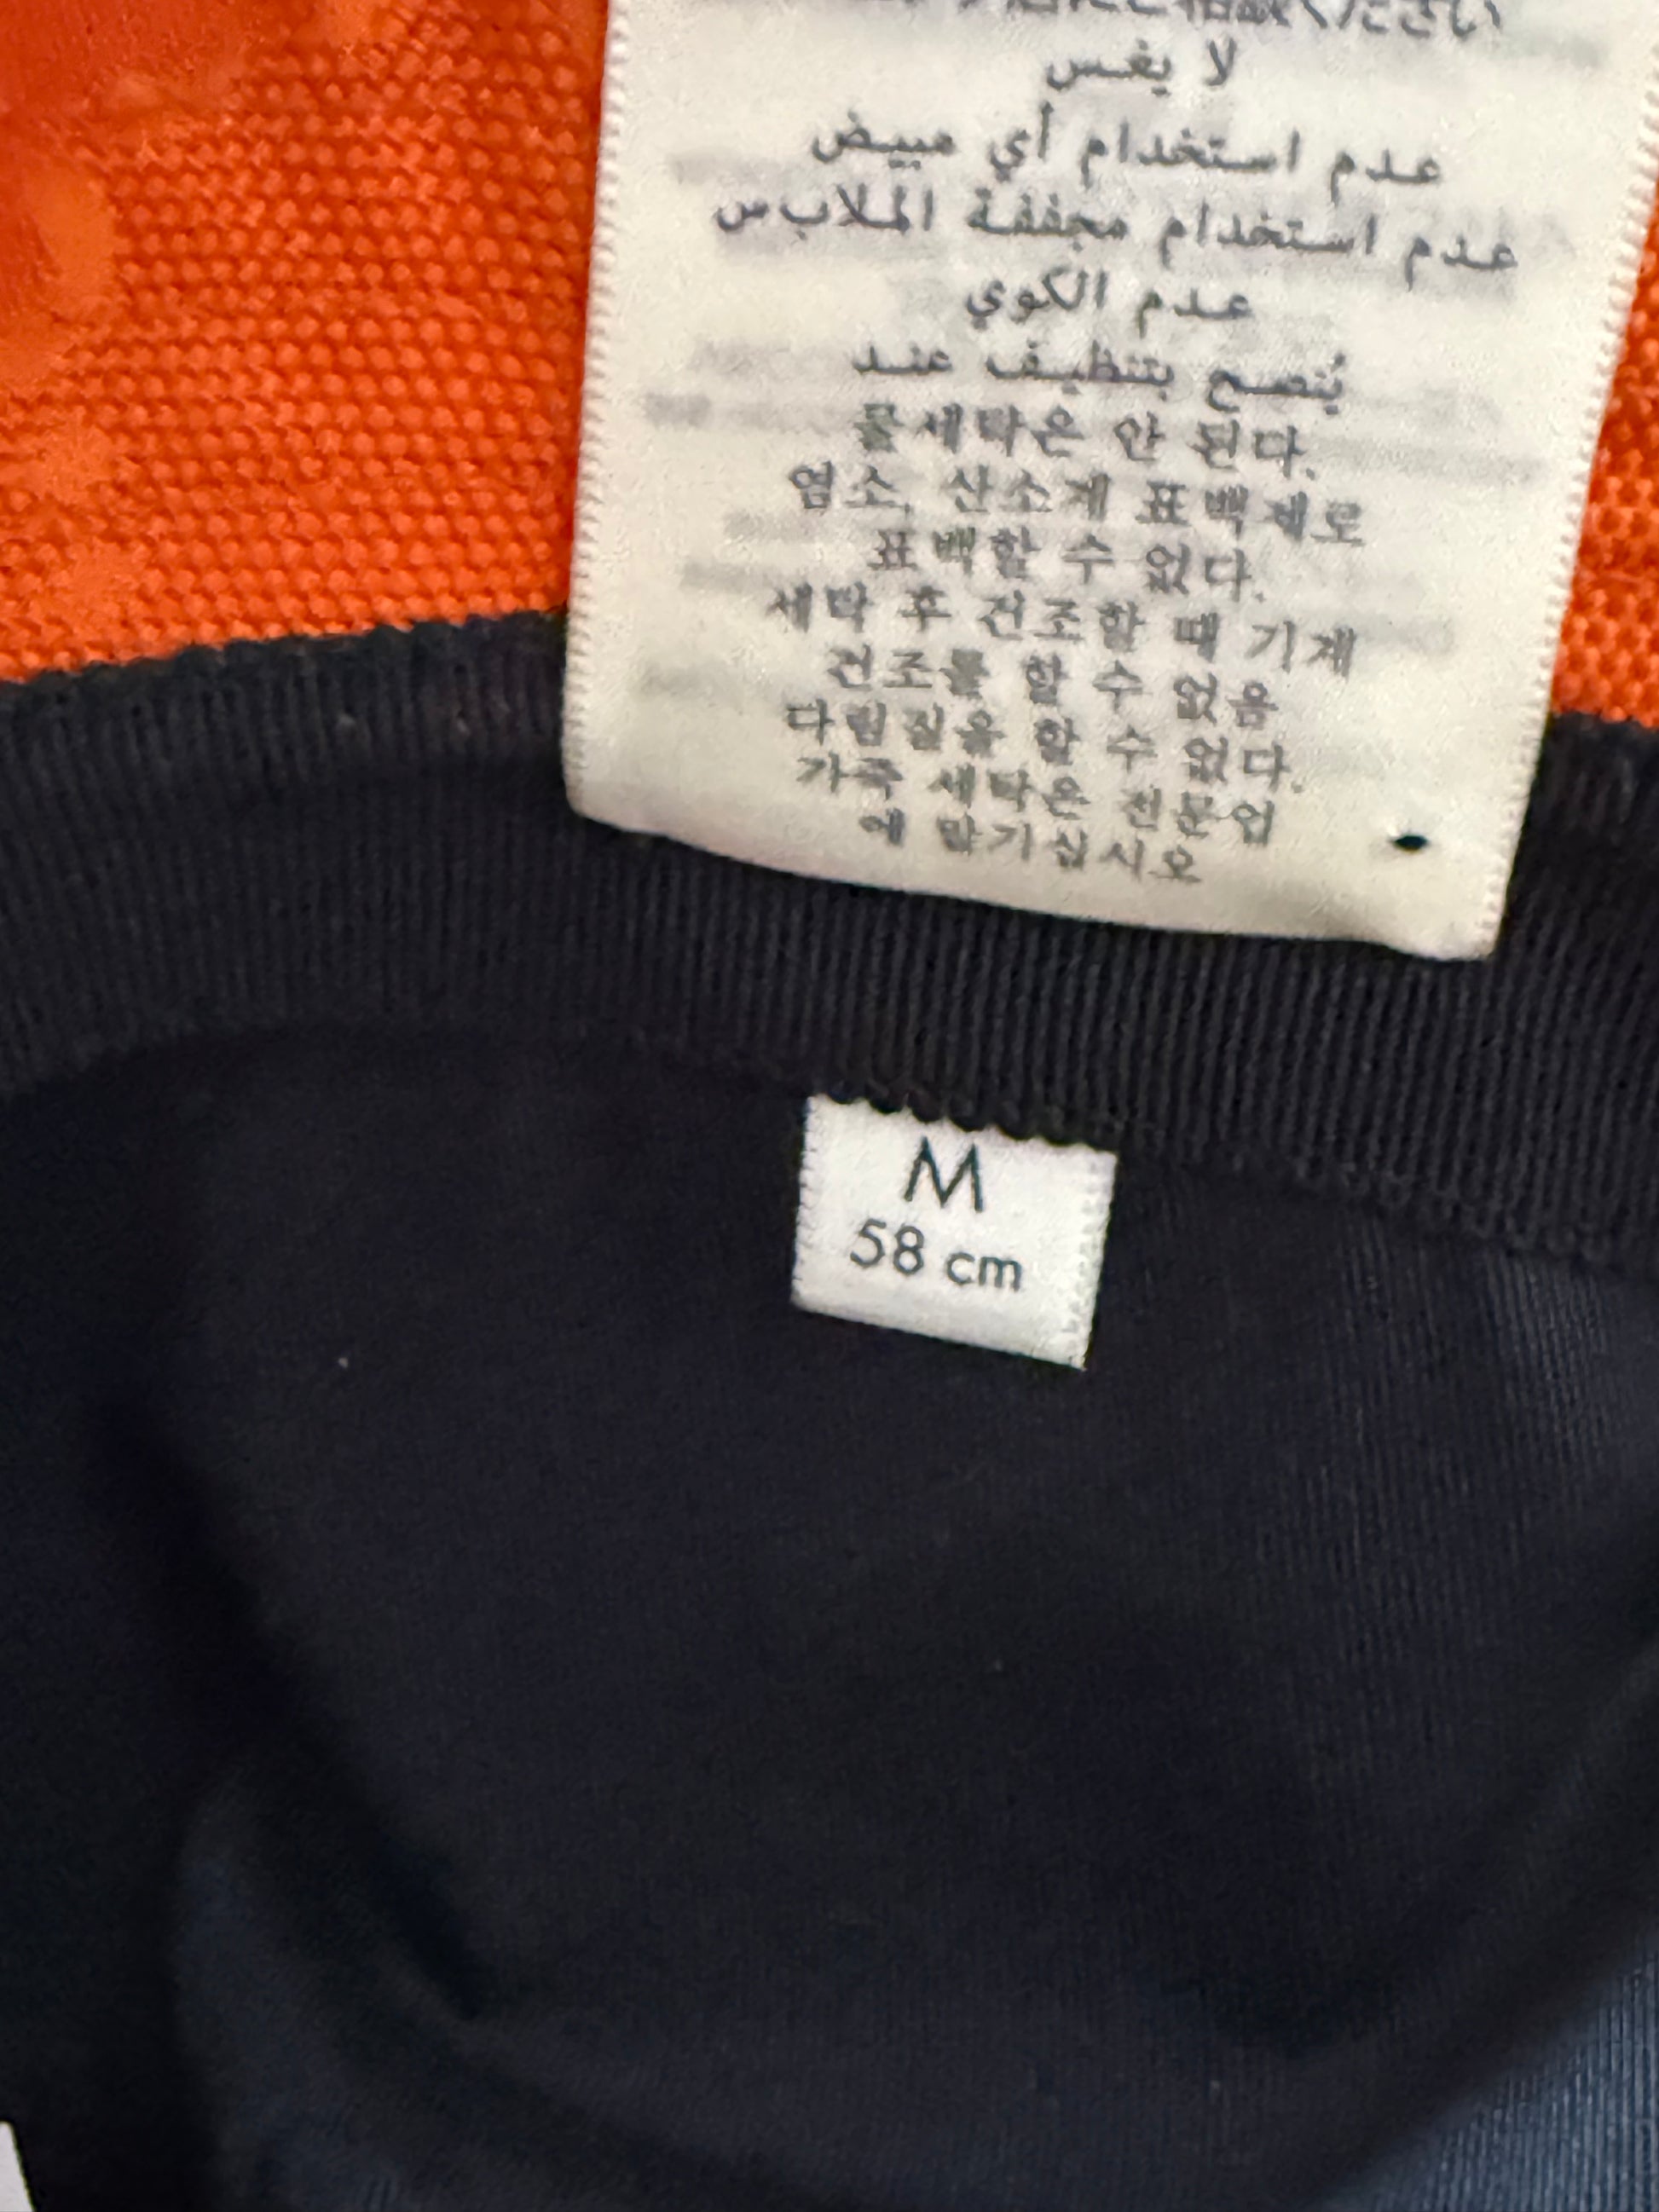 لا يغسل
عدم استخدام أي مبيض
عدم استخدام مجففة الملابس
عدم الكوي
يُنصح بتنظيف عند
물세탁은 안 된다.
염소, 산소계 표백제로
표백할 수 없다.
세탁 후 건조할 때 기계
건조를 할 수 없음
다림질을 할 수 없다.
가죽 세탁은 전문업
에 맡기십시오
M
58 cm